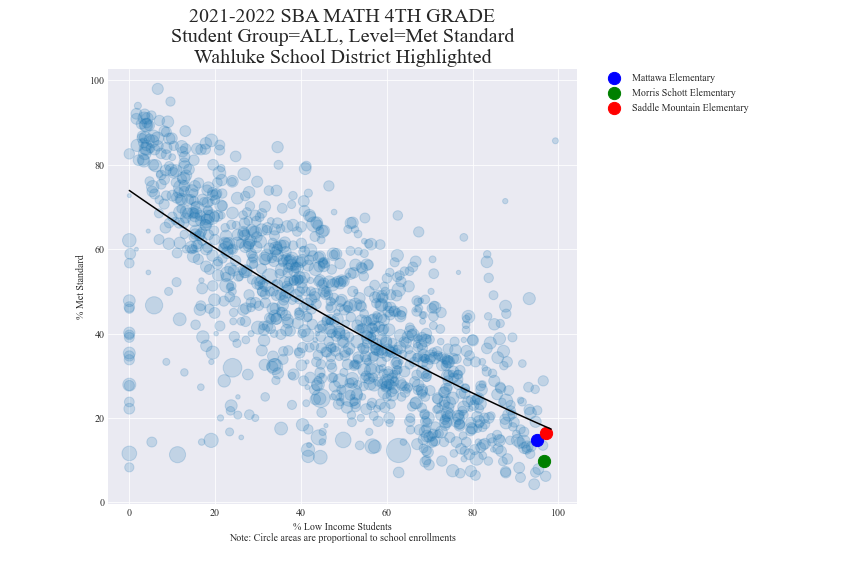 2021-2022 SBA MATH 4TH GRADE
Student Group=ALL, Level=Met Standard
Wahluke School District Highlighted
Mattawa Elementary
Morris Schott Elementary
Saddle Mountain Elementary
% Met Standard
100
80
60
40
20
0
0 20 40 60 80 100
% Low Income Students
Note: Circle areas are proportional to school enrollments